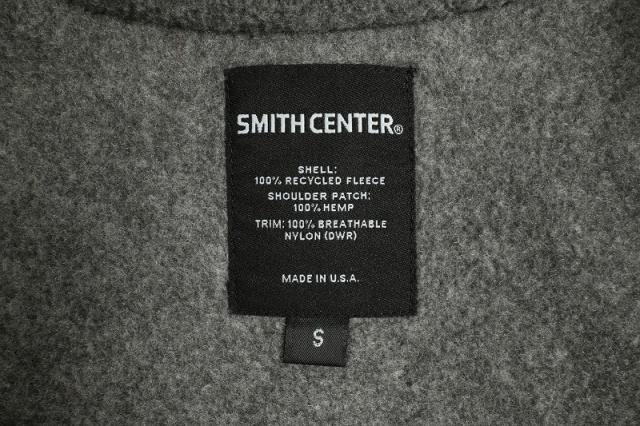 SMITH CENTER®
SHELL:
100% RECYCLED FLEECE
SHOULDER PATCH:
100% HEMP
TRIM: 100% BREATHABLE
NYLON (DWR)
MADE IN U.S.A.
S